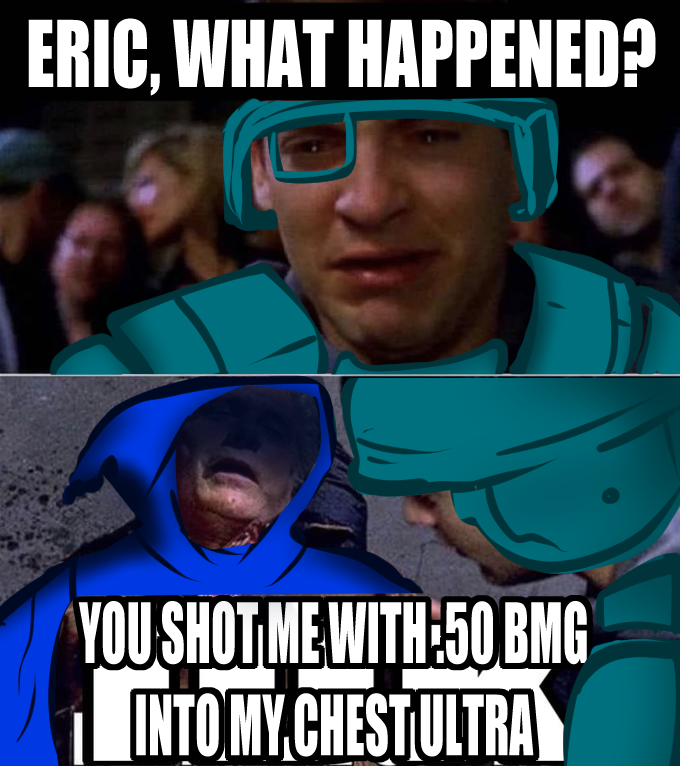 ERIC, WHAT HAPPENED?
YOU SHOT ME WITH .50 BMG
INTO MY CHEST ULTRA